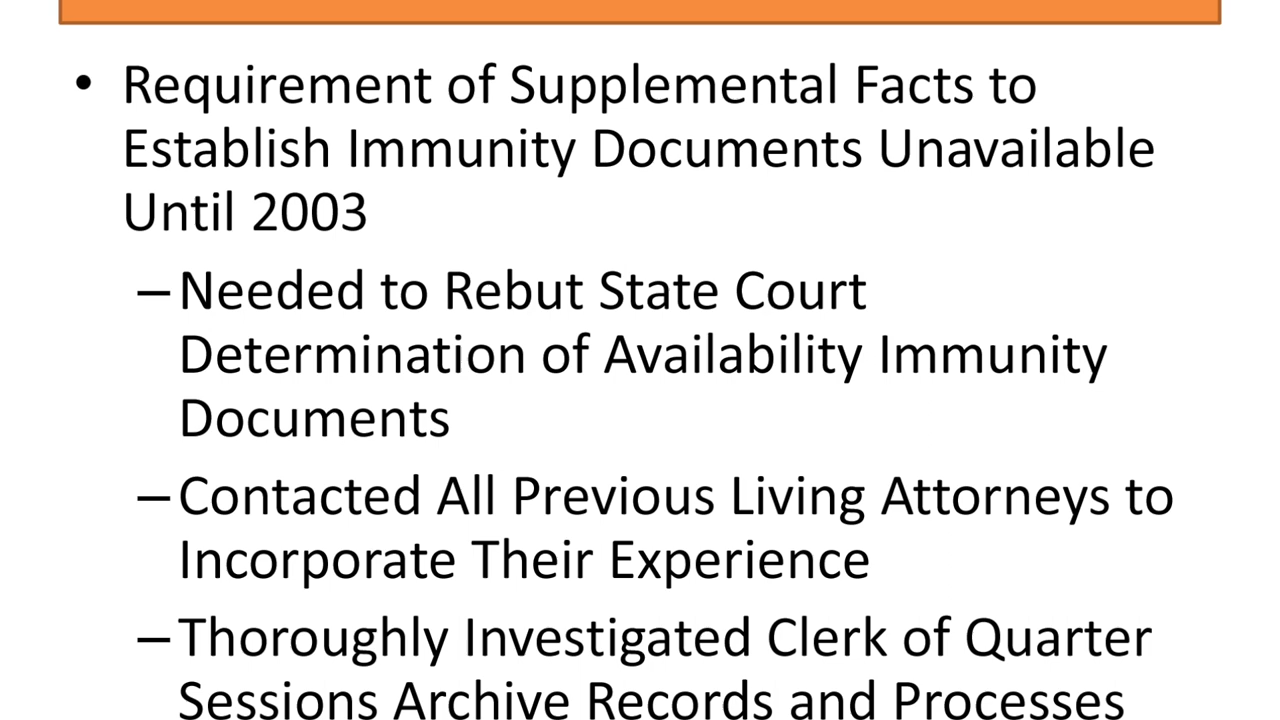 • Requirement of Supplemental Facts to
Establish Immunity Documents Unavailable
Until 2003
– Needed to Rebut State Court
Determination of Availability Immunity
Documents
– Contacted All Previous Living Attorneys to
Incorporate Their Experience
– Thoroughly Investigated Clerk of Quarter
Sessions Archive Records and Processes